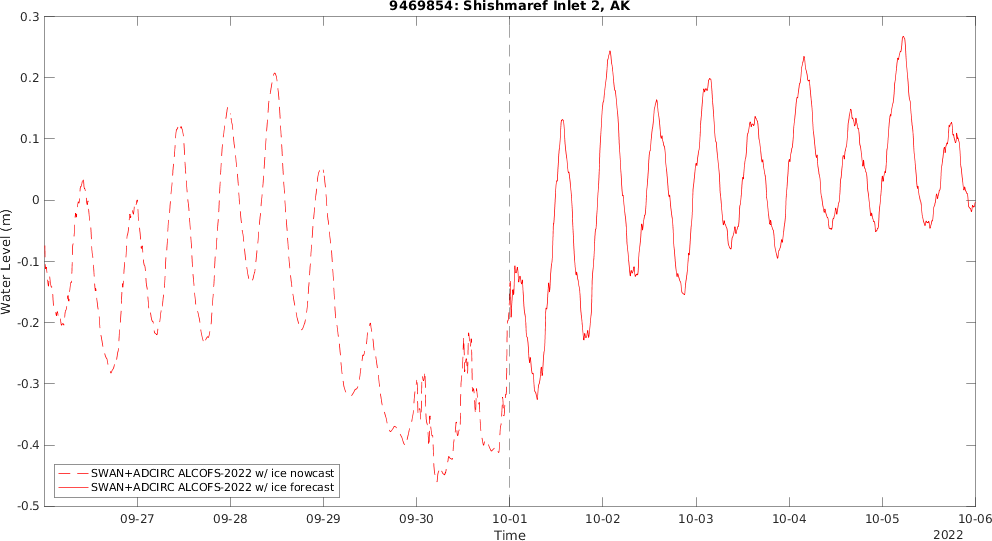 9469854: Shishmaref Inlet 2, AK
0.3
0.2
0.1
0
-0.1
-0.2
-0.3
-0.4
-0.5
Water Level (m)
SWAN+ADCIRC ALCOFS-2022 w/ ice nowcast
SWAN+ADCIRC ALCOFS-2022 w/ ice forecast
09-27 09-28 09-29 09-30 10-01 10-02 10-03 10-04 10-05 10-06
Time
2022